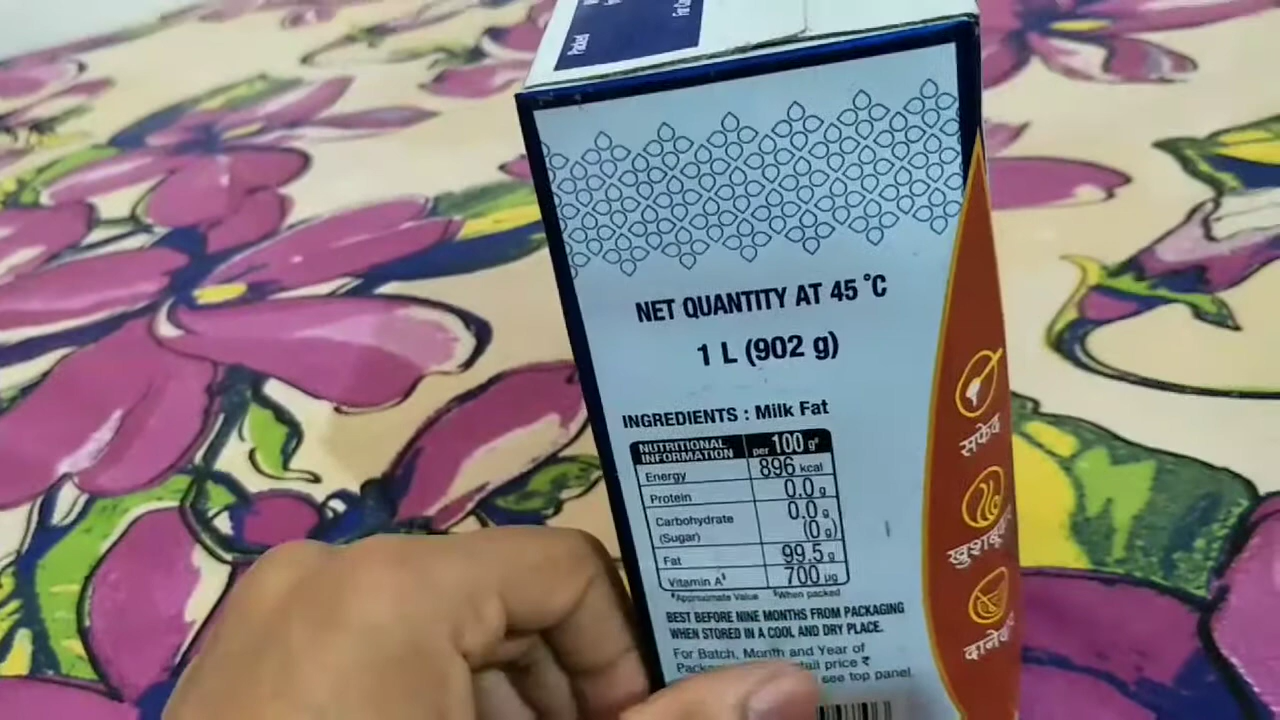 Packed
NET QUANTITY AT 45 °C
1 L (902 g)
INGREDIENTS : Milk Fat
NUTRITIONAL INFORMATION per 100 g#
Energy 896 kcal
Protein 0.0 g
Carbohydrate 0.0 g
(Sugar) (0 g)
Fat 99.5 g
Vitamin A$ 700 µg
#Approximate Value $When packed
BEST BEFORE NINE MONTHS FROM PACKAGING
WHEN STORED IN A COOL AND DRY PLACE.
For Batch, Month and Year of
price ₹
see top panel
सफेद